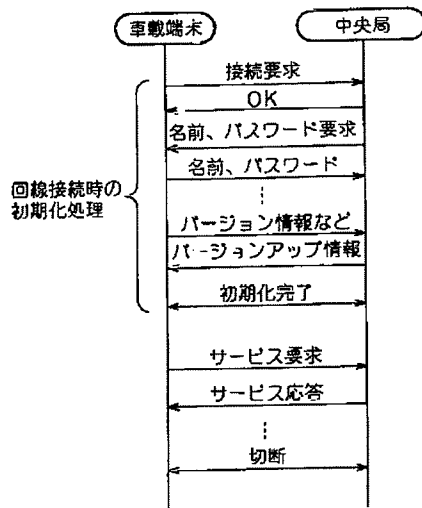 車載端末
中央局
接続要求
OK
名前、パスワード要求
名前、パスワード
回線接続時の
初期化処理
バージョン情報など
バージョンアップ情報
初期化完了
サービス要求
サービス応答
切断